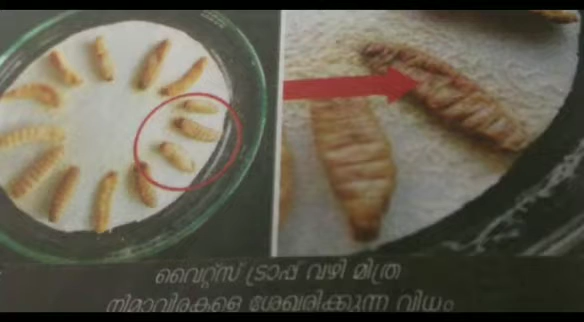 വൈറ്റ്സ് ട്രാപ്പ് വഴി മിത്ര
നിമാവിരകളെ ശേഖരിക്കുന്ന വിധം